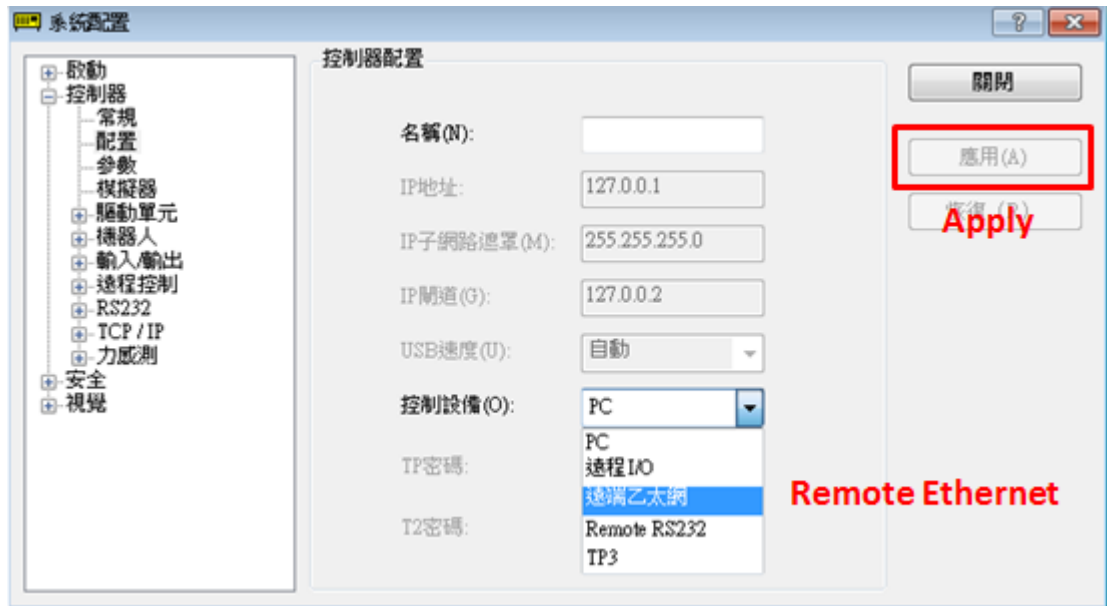 系統配置
啟動
控制器
常規
配置
參數
模擬器
驅動單元
機器人
輸入/輸出
遠程控制
RS232
TCP / IP
力感測
安全
視覺
控制器配置
名稱(N):
IP地址:
127.0.0.1
IP子網路遮罩(M):
255.255.255.0
IP閘道(G):
127.0.0.2
USB速度(U):
自動
控制設備(O):
PC
PC
遠程I/O
遠端乙太網
Remote RS232
TP3
TP密碼:
T2密碼:
關閉
應用(A)
恢復 (R)
Apply
Remote Ethernet